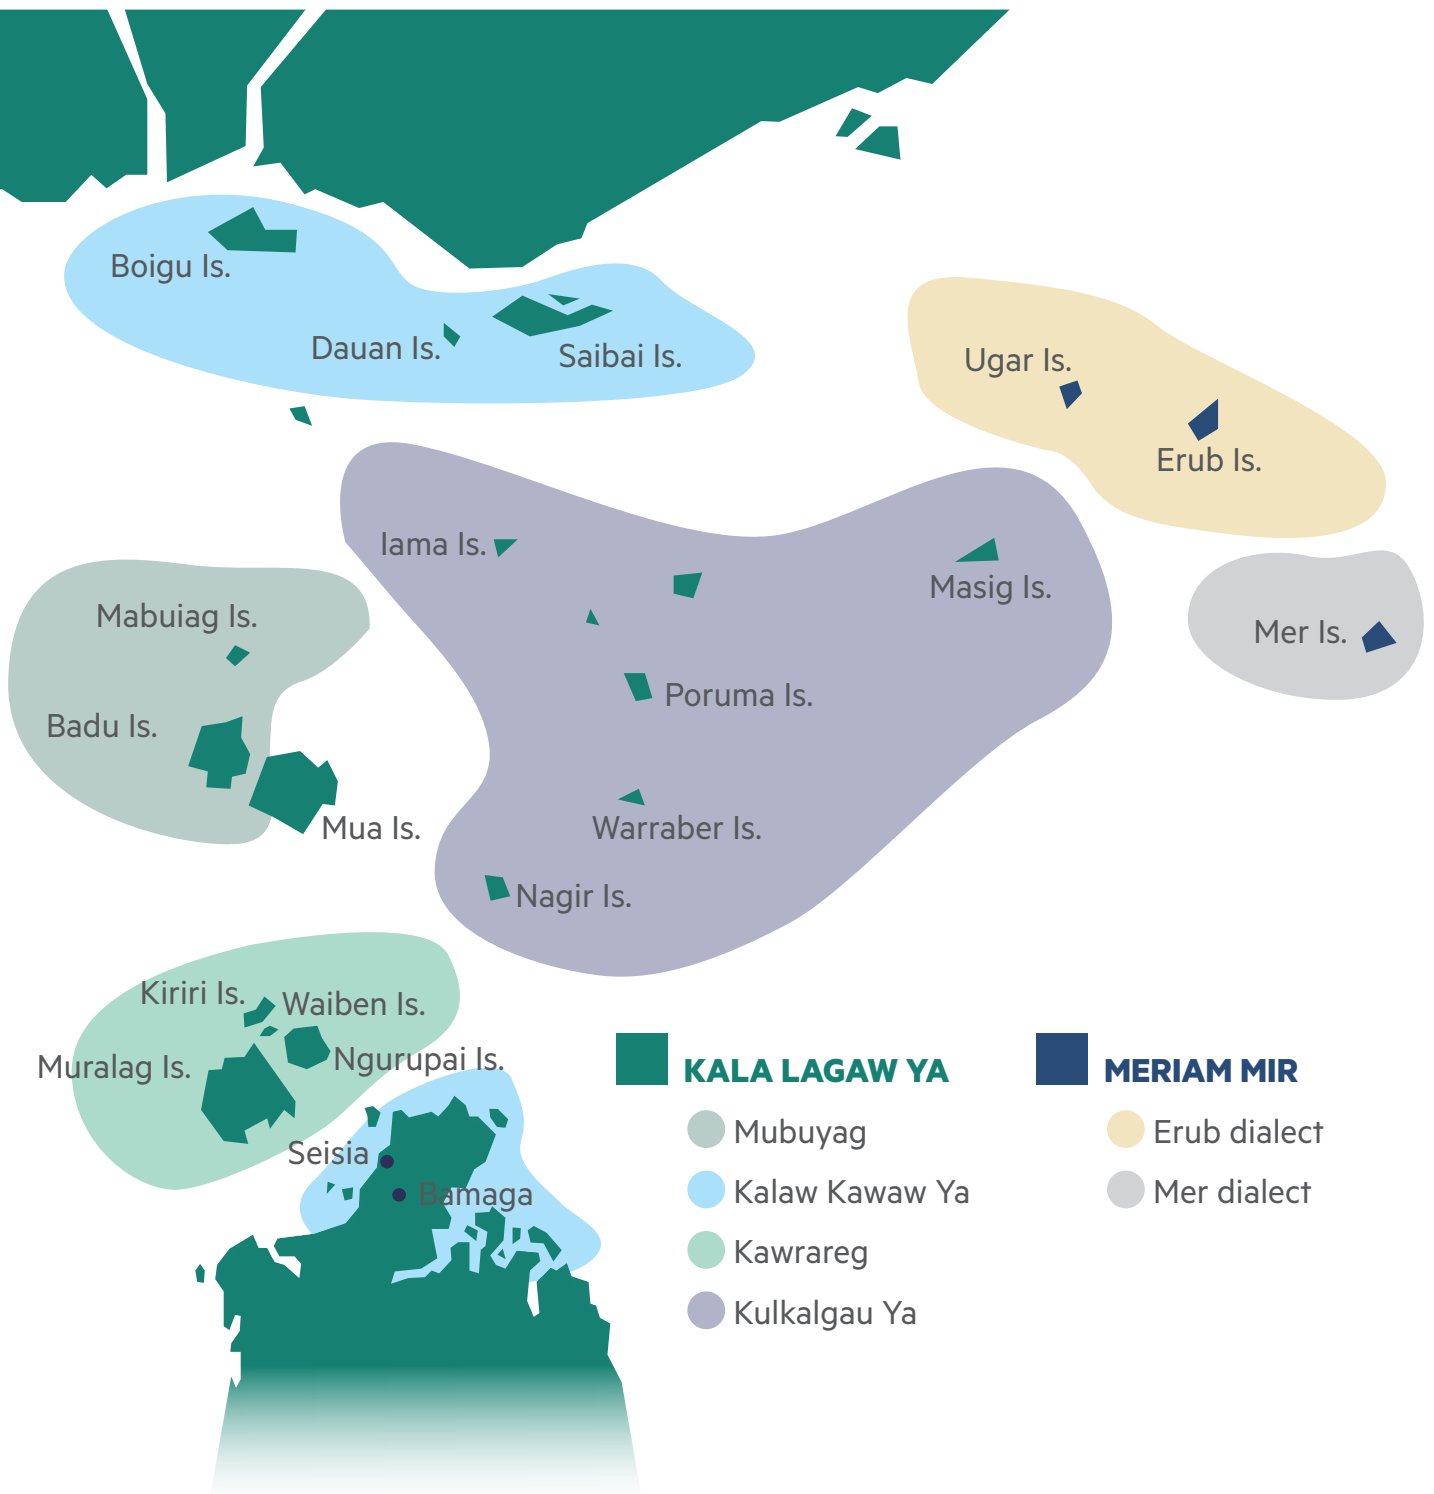 Boigu Is.
Dauan Is.
Saibai Is.
Ugar Is.
Erub Is.
Iama Is.
Masig Is.
Mabuiag Is.
Mer Is.
Poruma Is.
Badu Is.
Mua Is.
Warraber Is.
Nagir Is.
Kiriri Is.
Waiben Is.
Muralag Is.
Ngurupai Is.
Seisia
Bamaga
KALA LAGAW YA
Mubuyag
Kalaw Kawaw Ya
Kawrareg
Kulkalgau Ya
MERIAM MIR
Erub dialect
Mer dialect